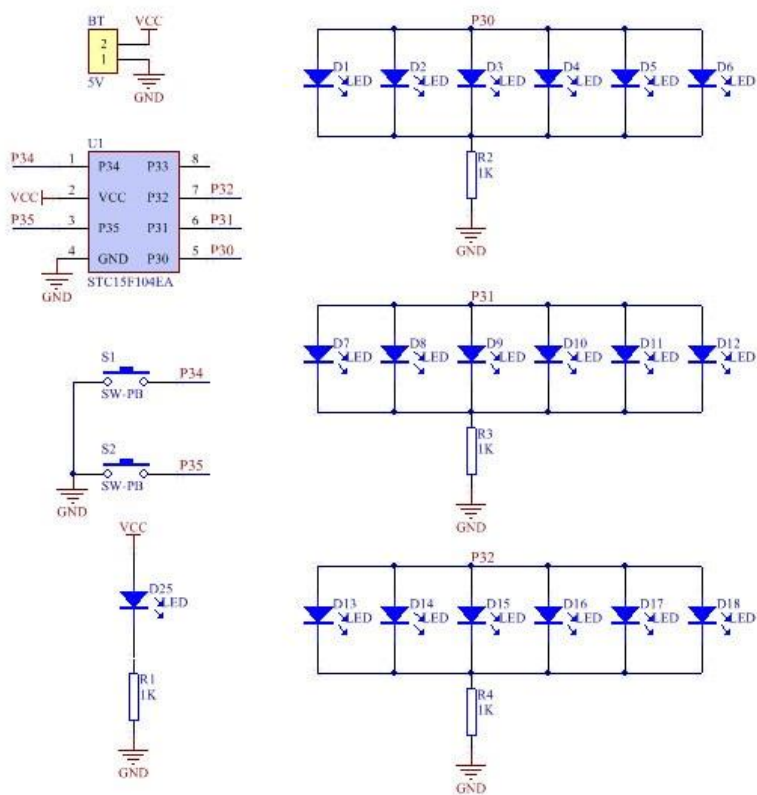 BT
VCC
2
1
5V
GND
U1
P34 1 P34 P33 8
VCC 2 VCC P32 7 P32
P35 3 P35 P31 6 P31
4 GND P30 5 P30
GND
STC15F104EA
S1
P34
SW-PB
S2
P35
SW-PB
GND
VCC
D25
LED
R1
1K
GND
P30
D1 D2 D3 D4 D5 D6
LED LED LED LED LED LED
R2
1K
GND
P31
D7 D8 D9 D10 D11 D12
LED LED LED LED LED LED
R3
1K
GND
P32
D13 D14 D15 D16 D17 D18
LED LED LED LED LED LED
R4
1K
GND